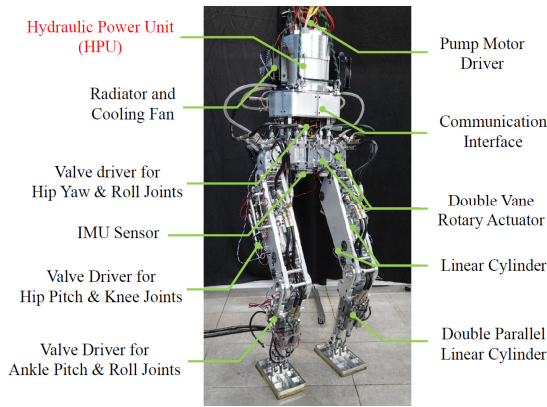 Hydraulic Power Unit
(HPU)
Radiator and
Cooling Fan
Valve driver for
Hip Yaw & Roll Joints
IMU Sensor
Valve Driver for
Hip Pitch & Knee Joints
Valve Driver for
Ankle Pitch & Roll Joints
Pump Motor
Driver
Communication
Interface
Double Vane
Rotary Actuator
Linear Cylinder
Double Parallel
Linear Cylinder